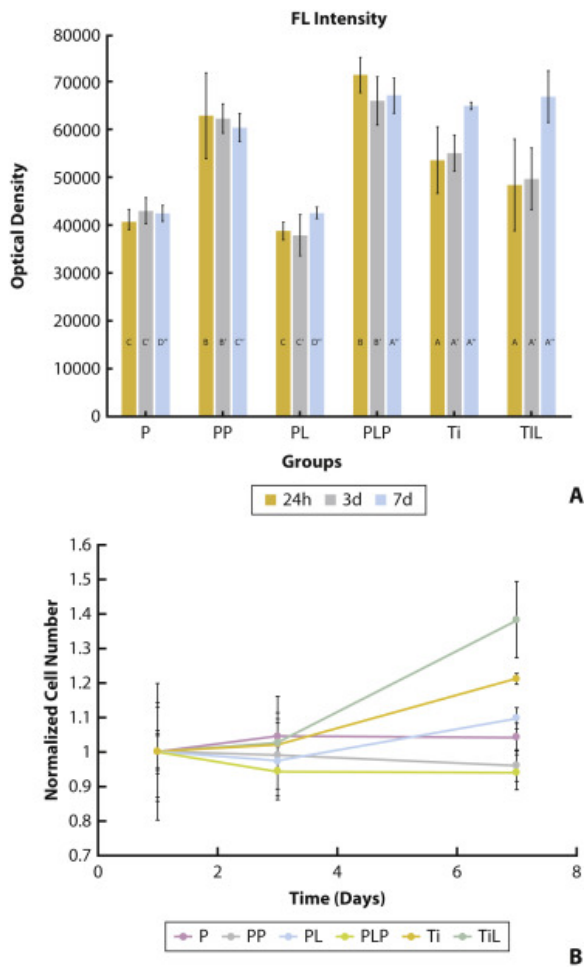 FL Intensity
80000
70000
60000
50000
40000
30000
20000
10000
0
Optical Density
C C' D" B B' C" C C' D" B B' A" A A' A" A A' A"
P PP PL PLP Ti TIL
Groups
24h 3d 7d
A
1.6
1.5
1.4
1.3
1.2
1.1
1
0.9
0.8
0.7
Normalized Cell Number
0 2 4 6 8
Time (Days)
P PP PL PLP Ti TiL
B